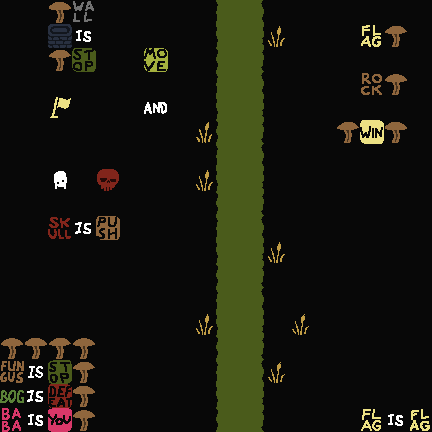 WALL
IS FLAG
STOP MOVE
ROCK
AND
WIN
SKULL IS PUSH
FUNGUS IS STOP
BOG IS DEFEAT
BABA IS YOU FLAG IS FLAG